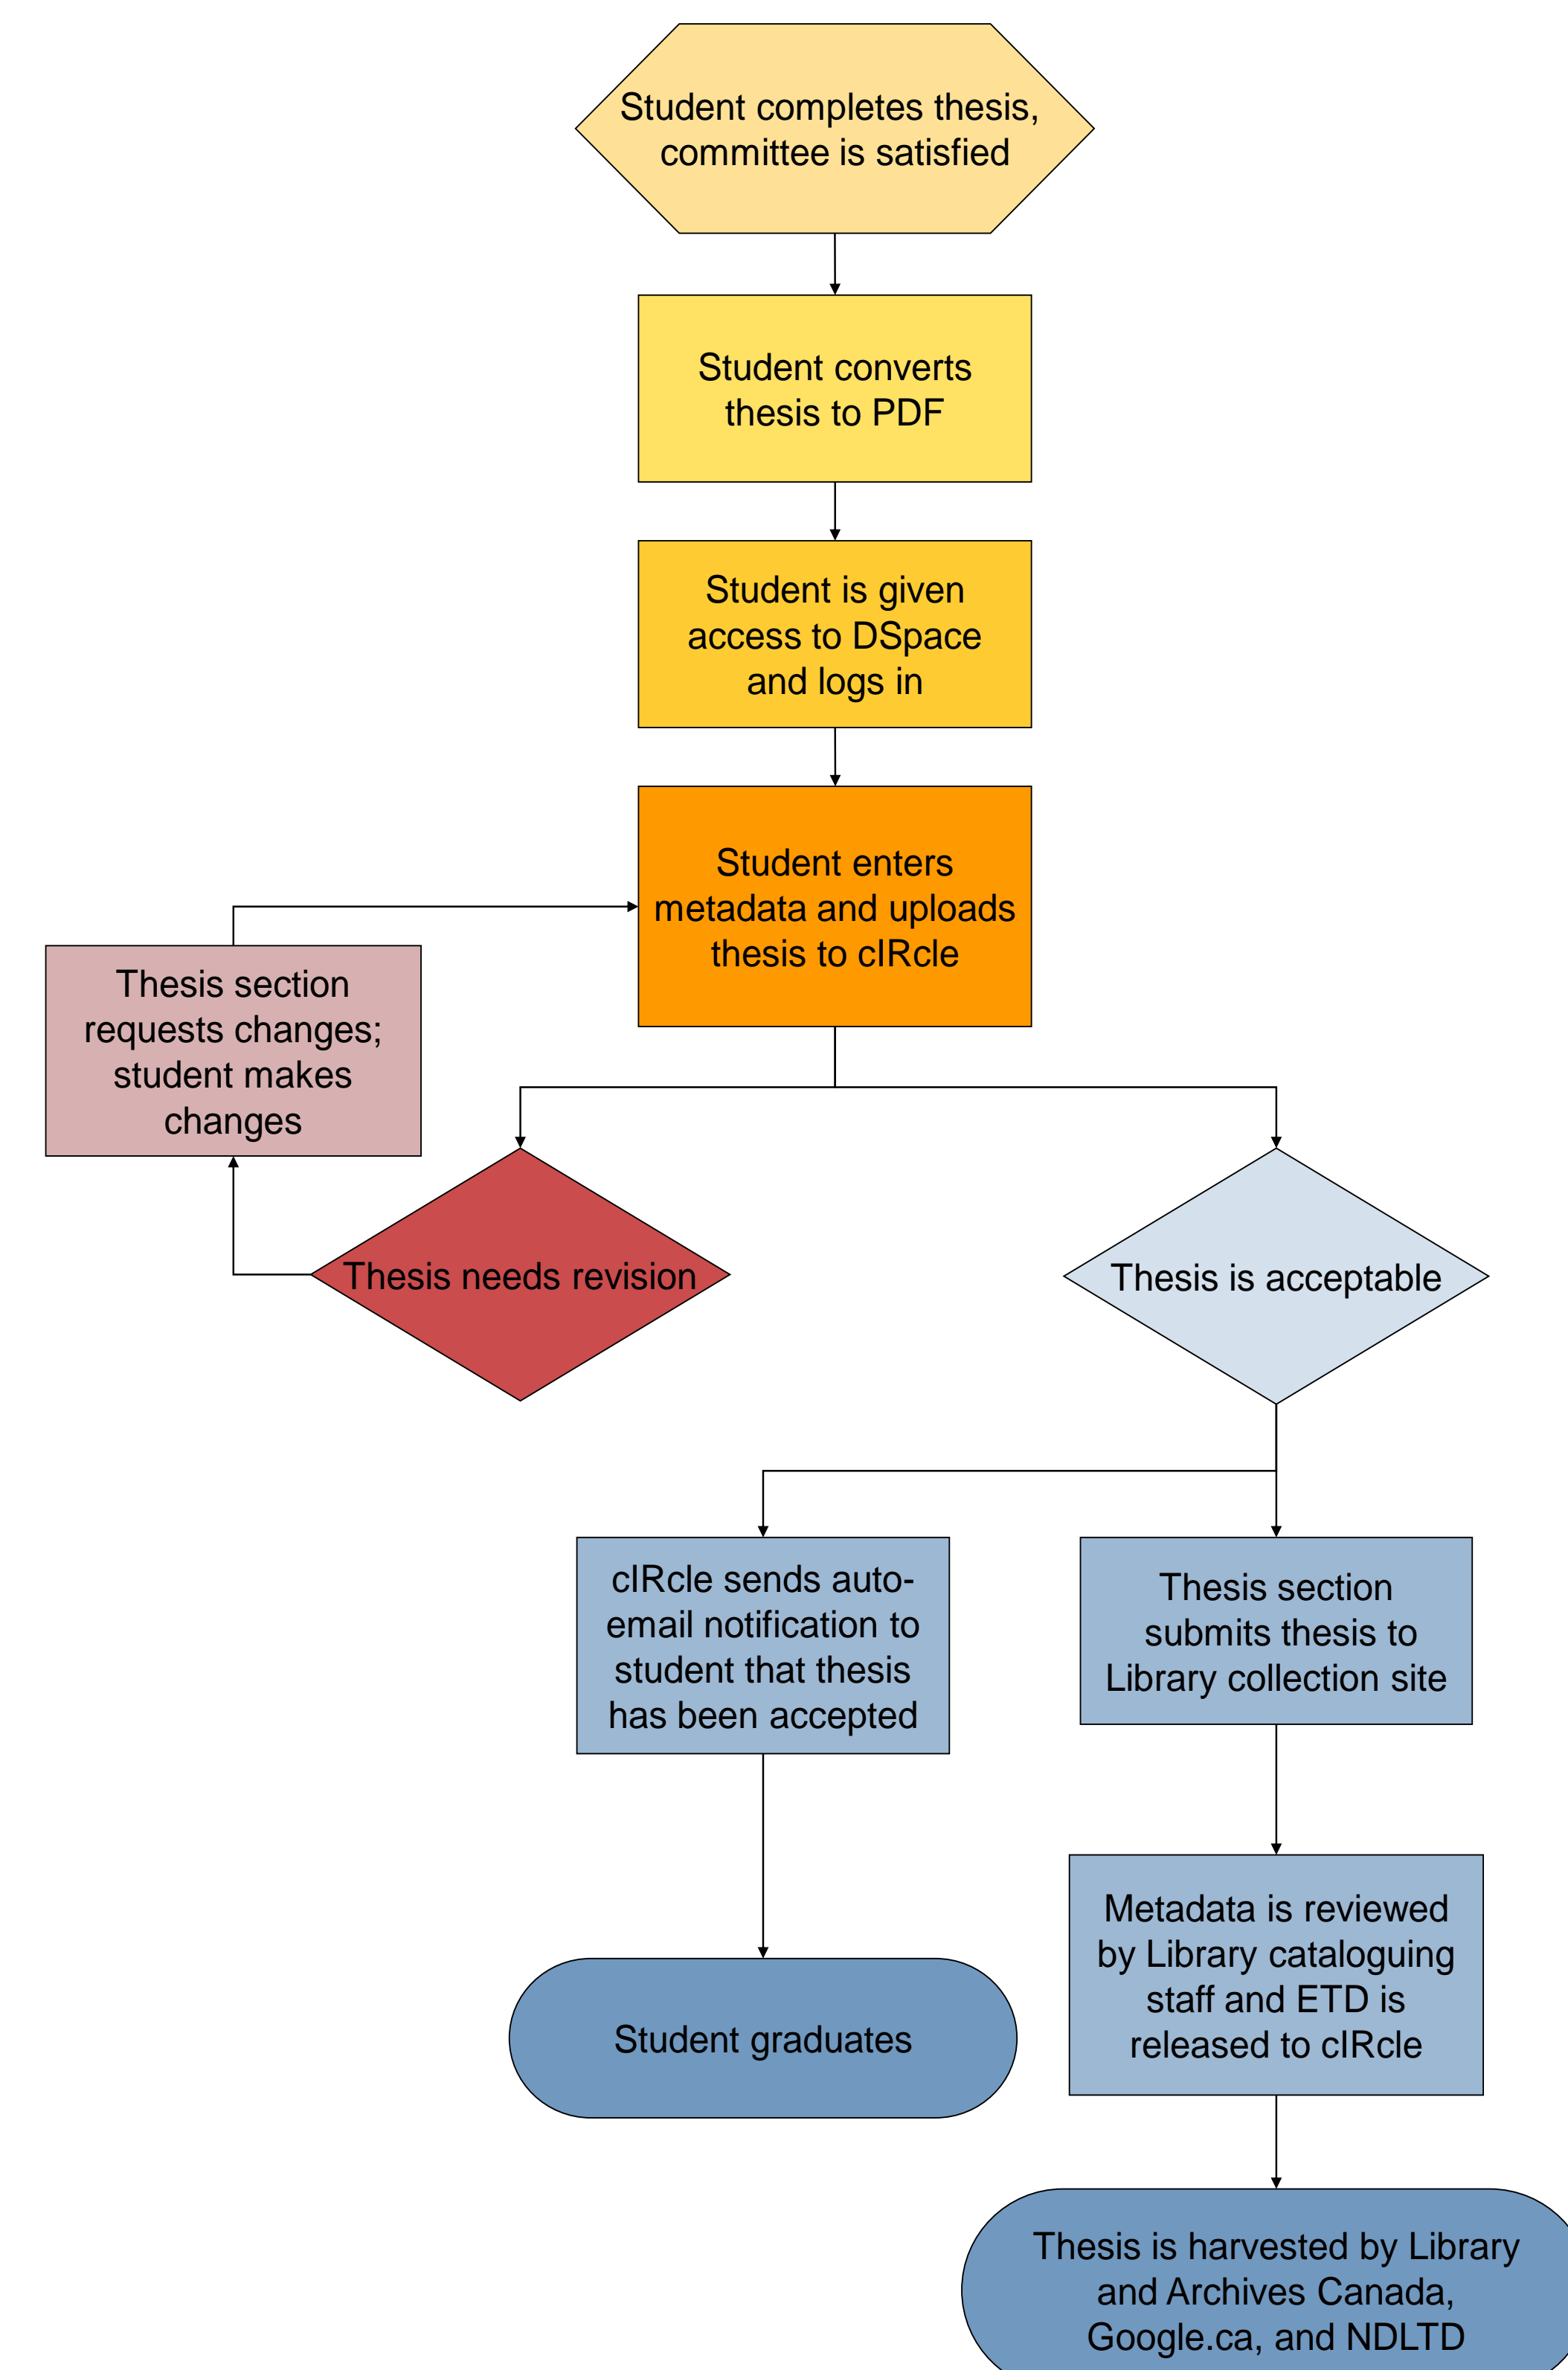 Student completes thesis,
committee is satisfied
Student converts
thesis to PDF
Student is given
access to DSpace
and logs in
Student enters
metadata and uploads
thesis to cIRcle
Thesis section
requests changes;
student makes
changes
Thesis needs revision
Thesis is acceptable
cIRcle sends auto-
email notification to
student that thesis
has been accepted
Thesis section
submits thesis to
Library collection site
Student graduates
Metadata is reviewed
by Library cataloguing
staff and ETD is
released to cIRcle
Thesis is harvested by Library
and Archives Canada,
Google.ca, and NDLTD